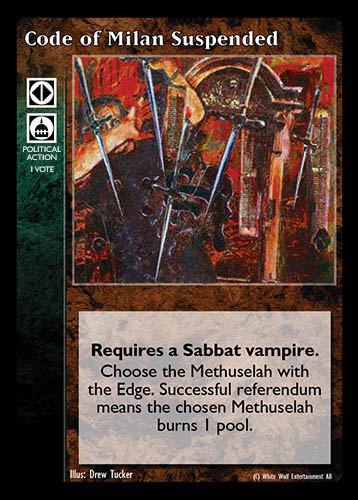 Code of Milan Suspended
POLITICAL
ACTION
1 VOTE
Requires a Sabbat vampire.
Choose the Methuselah with
the Edge. Successful referendum
means the chosen Methuselah
burns 1 pool.
Illus: Drew Tucker
(C) White Wolf Entertainment AB